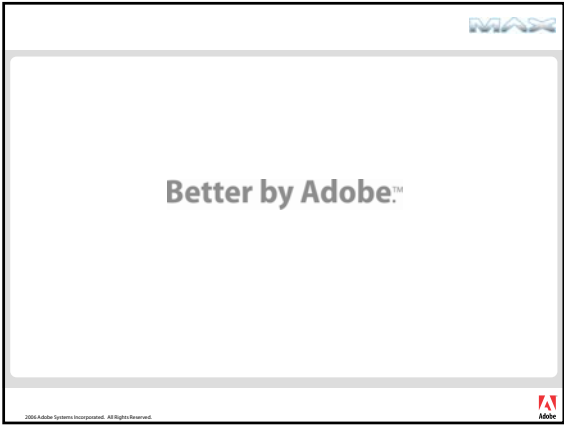 MAX
Better by Adobe.™
2006 Adobe Systems Incorporated. All Rights Reserved.
Adobe